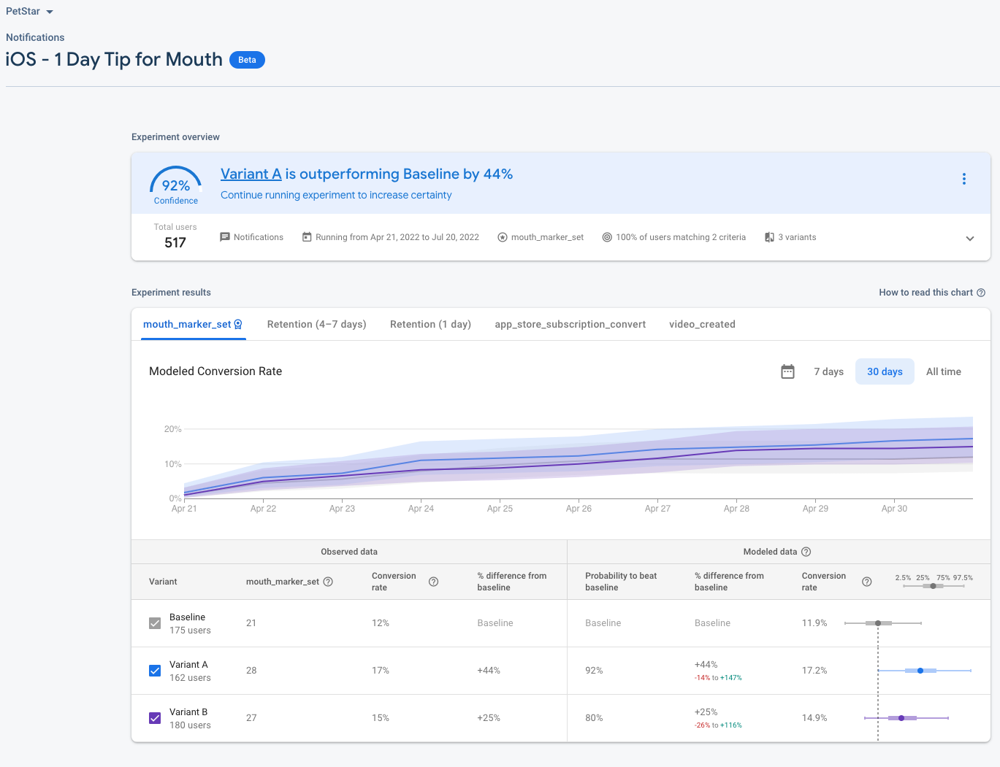 PetStar
Notifications
iOS - 1 Day Tip for Mouth Beta
Experiment overview
92%
Confidence
Variant A is outperforming Baseline by 44%
Continue running experiment to increase certainty
Total users
517
Notifications
Running from Apr 21, 2022 to Jul 20, 2022
mouth_marker_set
100% of users matching 2 criteria
3 variants
Experiment results
How to read this chart
mouth_marker_set
Retention (4–7 days)
Retention (1 day)
app_store_subscription_convert
video_created
Modeled Conversion Rate
7 days
30 days
All time
20%
10%
0%
Apr 21
Apr 22
Apr 23
Apr 24
Apr 25
Apr 26
Apr 27
Apr 28
Apr 29
Apr 30
Observed data
Modeled data
Variant
mouth_marker_set
Conversion
rate
% difference from
baseline
Probability to beat
baseline
% difference from
baseline
Conversion
rate
2.5% 25% 75% 97.5%
Baseline
175 users
21
12%
Baseline
Baseline
Baseline
11.9%
Variant A
162 users
28
17%
+44%
92%
+44%
-14% to +147%
17.2%
Variant B
180 users
27
15%
+25%
80%
+25%
-26% to +116%
14.9%